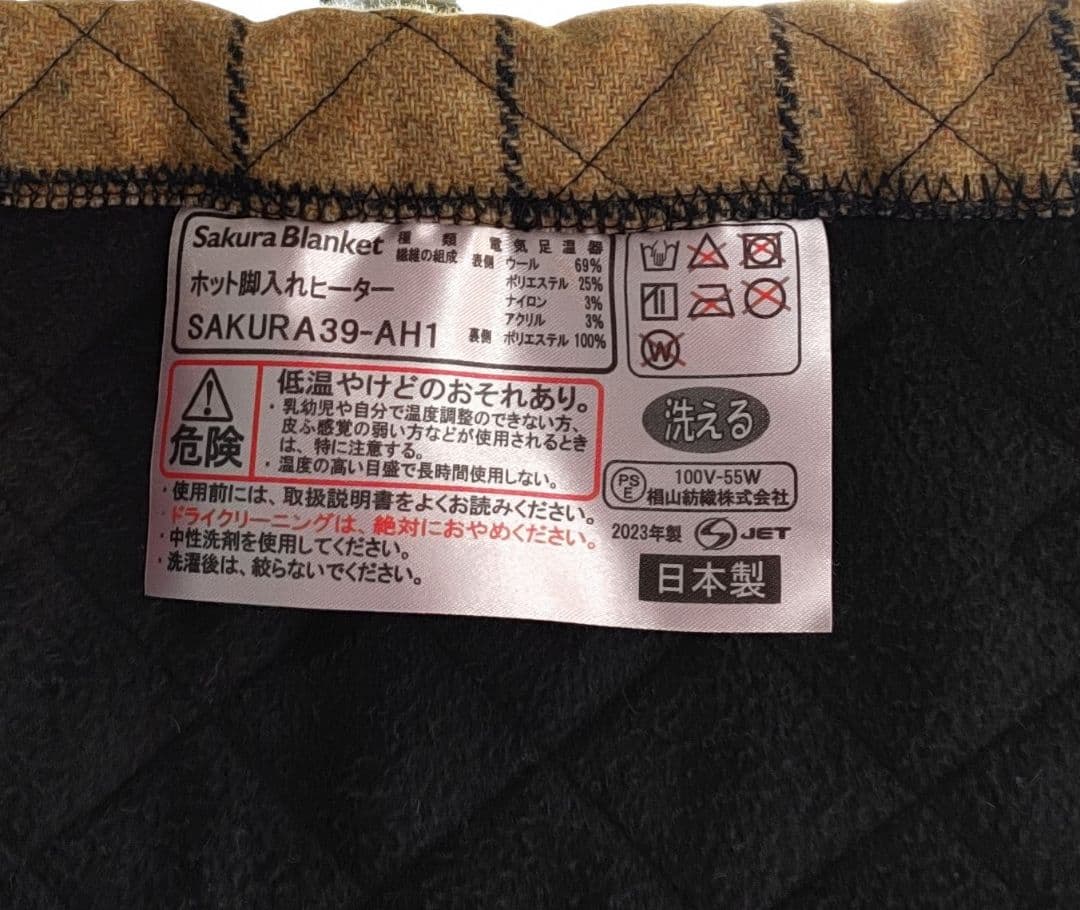 Sakura Blanket
ホット脚入れヒーター
SAKURA39-AH1
種類 電気足温器
繊維の組成 表側 ウール 69%
ポリエステル 25%
ナイロン 3%
アクリル 3%
裏側 ポリエステル 100%
W
危険
低温やけどのおそれあり。
・乳幼児や自分で温度調整のできない方、
皮ふ感覚の弱い方などが使用されるとき
は、特に注意する。
・温度の高い目盛で長時間使用しない。
・使用前には、取扱説明書をよくお読みください。
・ドライクリーニングは、絶対におやめください。
・中性洗剤を使用してください。
・洗濯後は、絞らないでください。
洗える
PS
E
100V-55W
椙山紡織株式会社
2023年製 JET
日本製